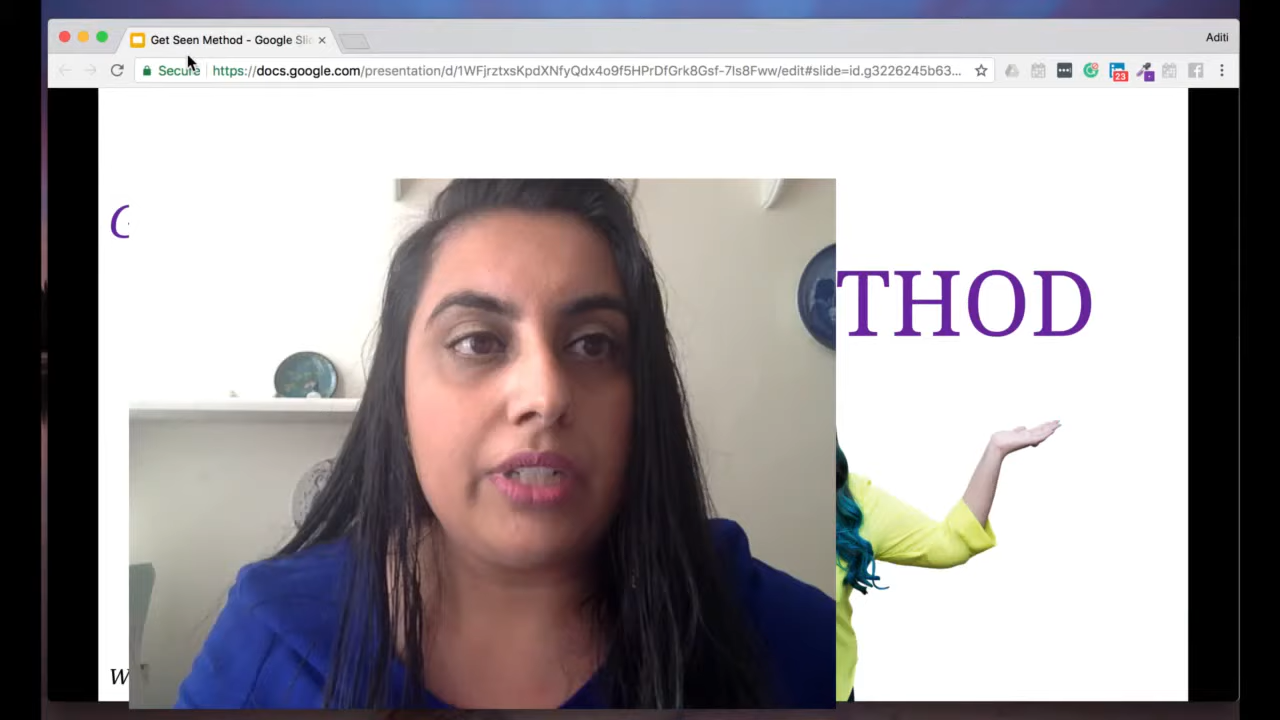 Get Seen Method - Google Sli
Aditi
Secure
https://docs.google.com/presentation/d/1WFjrztxsKpdXNfyQdx4o9f5HPrDfGrk8Gsf-7Is8Fww/edit#slide=id.g3226245b63...
23
G
THOD
W